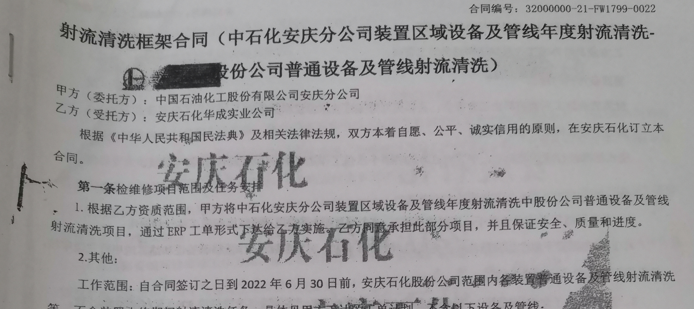 合同编号：32000000-21-FW1799-0022
射流清洗框架合同（中石化安庆分公司装置区域设备及管线年度射流清洗-
股份公司普通设备及管线射流清洗）
甲方（委托方）：中国石油化工股份有限公司安庆分公司
乙方（受托方）：安庆石化华成实业公司
根据《中华人民共和国民法典》及相关法律法规，双方本着自愿、公平、诚实信用的原则，在安庆石化订立本
合同。
安庆石化
第一条检维修项目范围及任务安排
1.根据乙方资质范围，甲方将中石化安庆分公司装置区域设备及管线年度射流清洗中股份公司普通设备及管线
射流清洗项目，通过ERP工单形式下达给乙方实施，乙方同意承担此部分项目，并且保证安全、质量和进度。
安庆石化
2.其他：
工作范围：自合同签订之日到2022年6月30日前，安庆石化股份公司范围内各装置普通设备及管线射流清洗